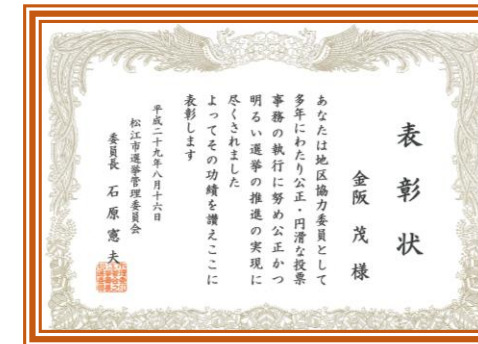 表彰状
金阪 茂 様
あなたは地区協力委員として
多年にわたり公正・円滑な投票
事務の執行に努め公正かつ
明るい選挙の推進の実現に
尽くされました
よってその功績を讃えここに
表彰します
平成二十九年八月十六日
松江市選挙管理委員会
委員長 石原憲夫